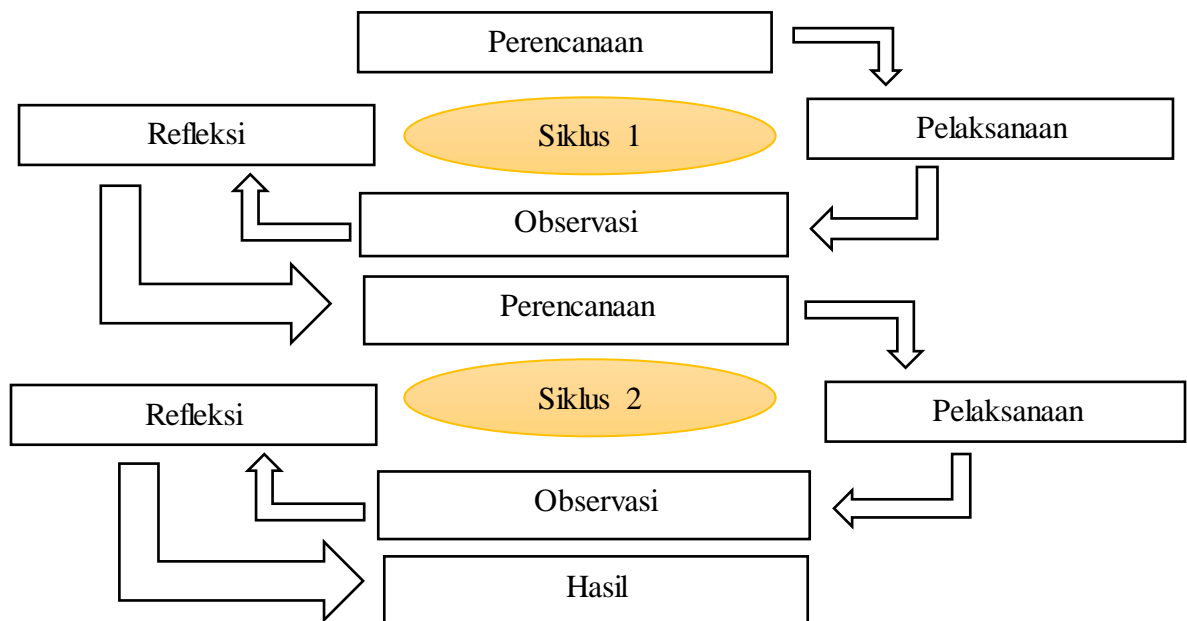 Perencanaan
Refleksi
Siklus 1
Pelaksanaan
Observasi
Perencanaan
Refleksi
Siklus 2
Pelaksanaan
Observasi
Hasil